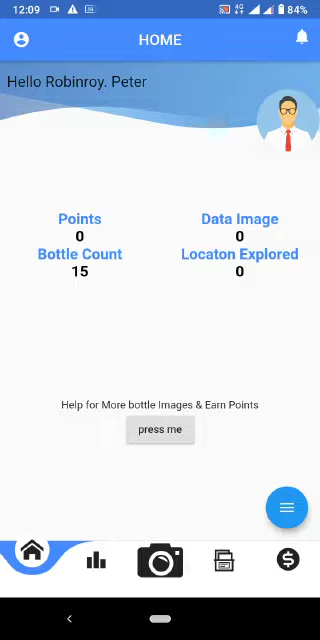 12:09
4G
84%
HOME
Hello Robinroy. Peter
Points
Data Image
0
0
Bottle Count
Locaton Explored
15
0
Help for More bottle Images & Earn Points
press me